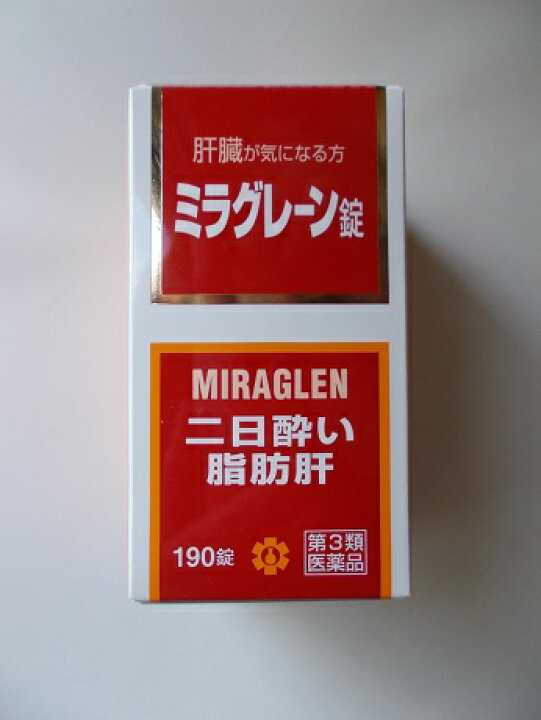 肝臓が気になる方
ミラグレーン錠
MIRAGLEN
二日酔い
脂肪肝
190錠
第3類
医薬品